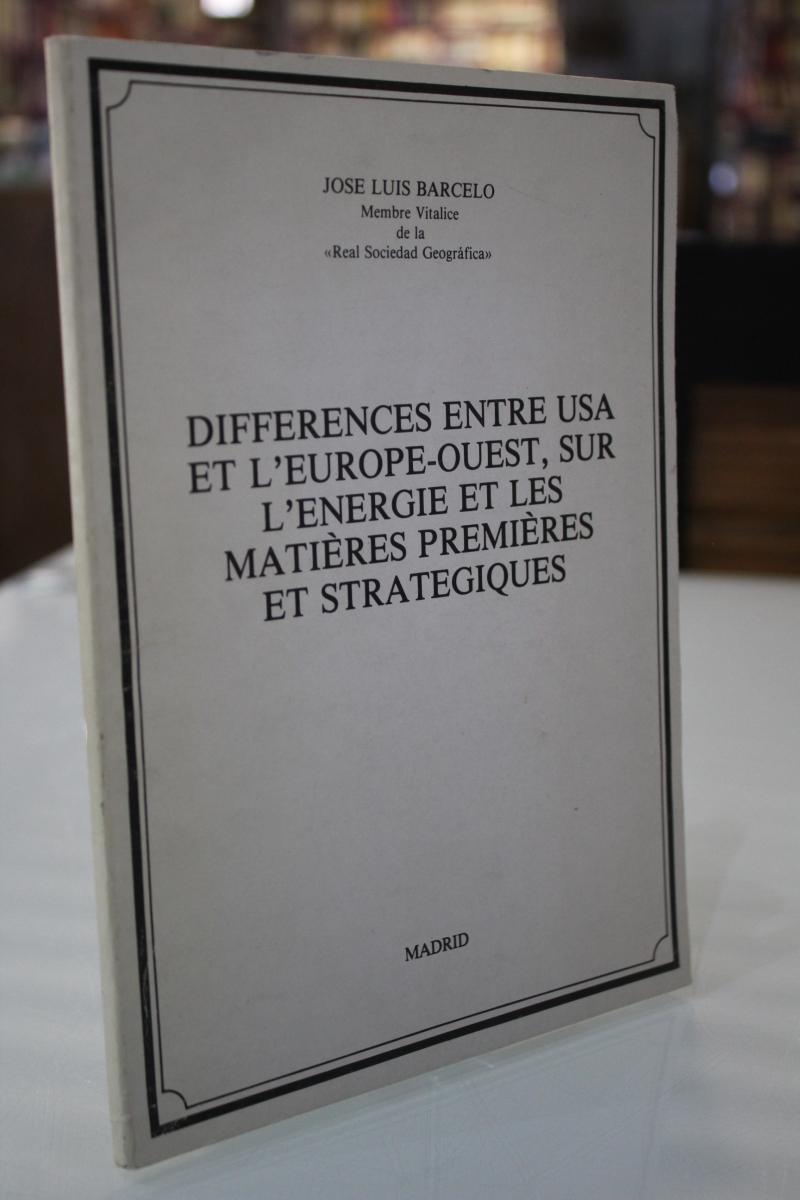 JOSE LUIS BARCELO
Membre Vitalice
de la
«Real Sociedad Geográfica»
DIFFERENCES ENTRE USA
ET L'EUROPE-OUEST, SUR
L'ENERGIE ET LES
MATIÈRES PREMIÈRES
ET STRATEGIQUES
MADRID